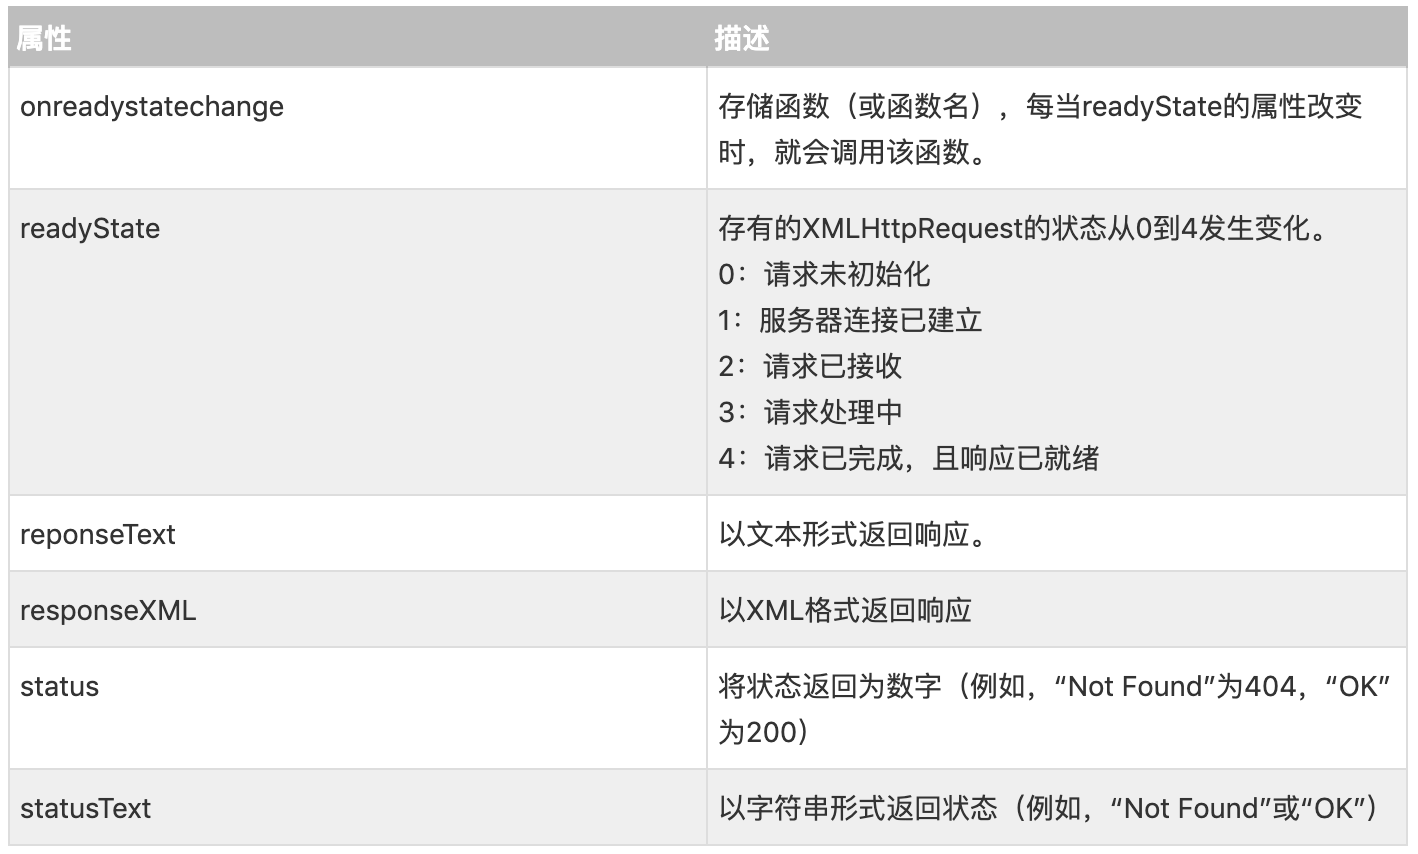 属性 描述
onreadystatechange 存储函数（或函数名），每当readyState的属性改变
时，就会调用该函数。
readyState 存有的XMLHttpRequest的状态从0到4发生变化。
0：请求未初始化
1：服务器连接已建立
2：请求已接收
3：请求处理中
4：请求已完成，且响应已就绪
reponseText 以文本形式返回响应。
responseXML 以XML格式返回响应
status 将状态返回为数字（例如，“Not Found”为404，“OK”
为200）
statusText 以字符串形式返回状态（例如，“Not Found”或“OK”）